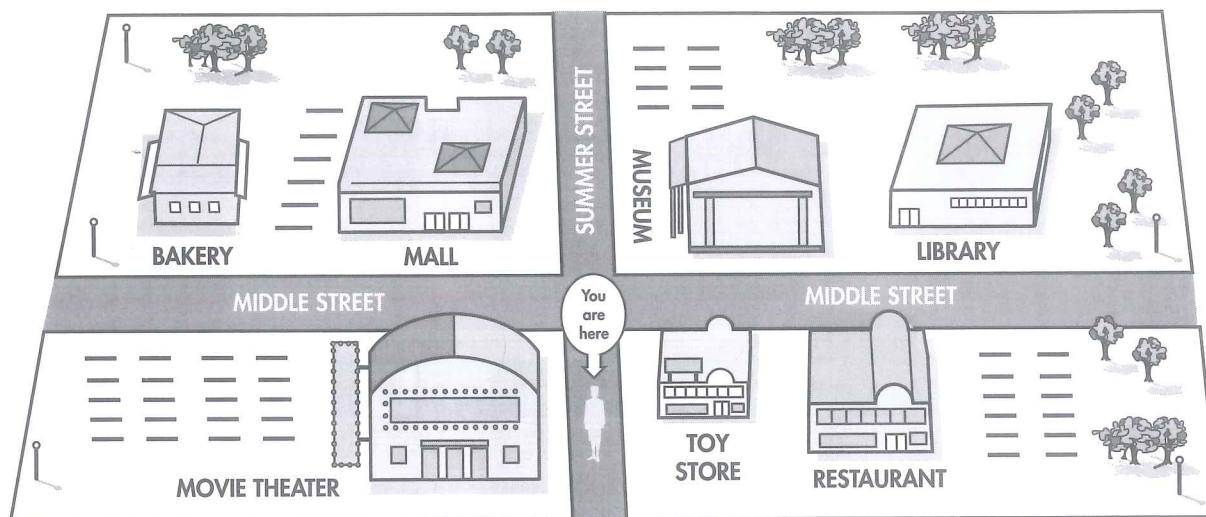 SUMMER STREET
MUSEUM
BAKERY
MALL
LIBRARY
MIDDLE STREET
You
are
here
MIDDLE STREET
MOVIE THEATER
TOY
STORE
RESTAURANT